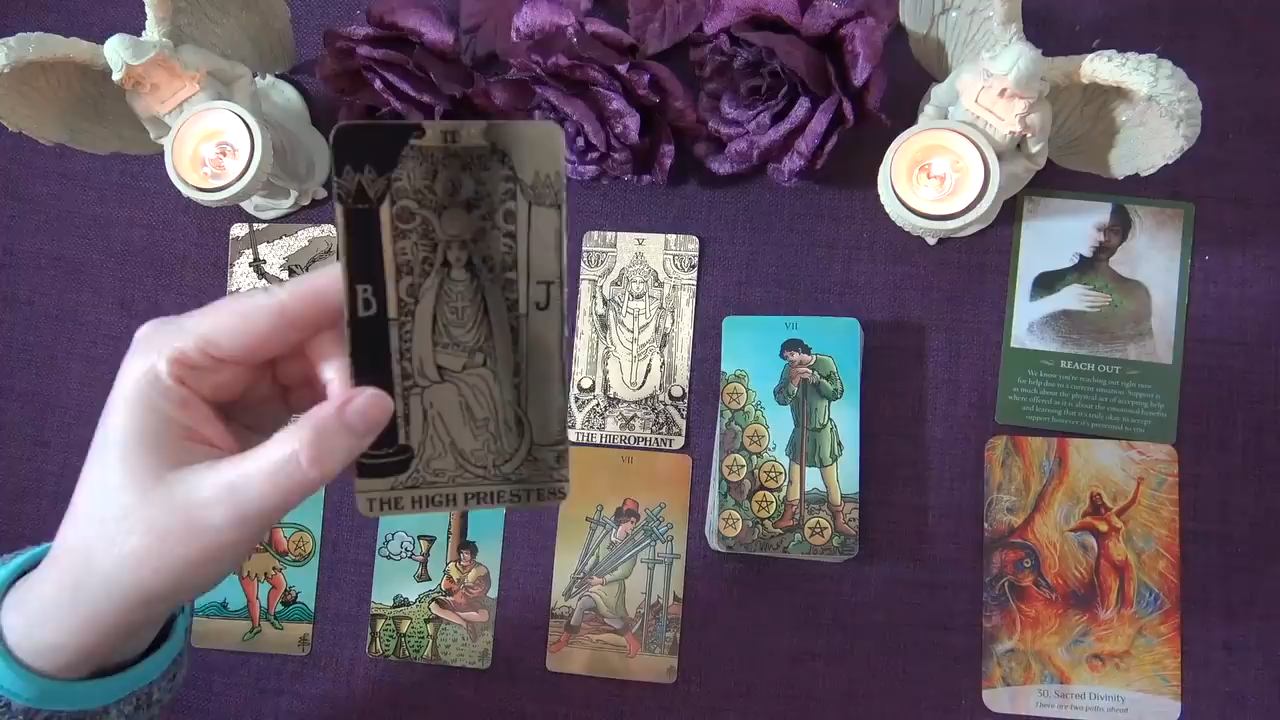 II
B
J
THE HIGH PRIESTESS
V
THE HIEROPHANT
VII
VII
REACH OUT
We know you're reaching out right now
for help due to a current situation. Support is
as much about the physical act of accepting help
where offered as it is about the emotional benefits
and learning that it's truly okay to accept
support however it's presented to you
30. Sacred Divinity
There are two paths ahead